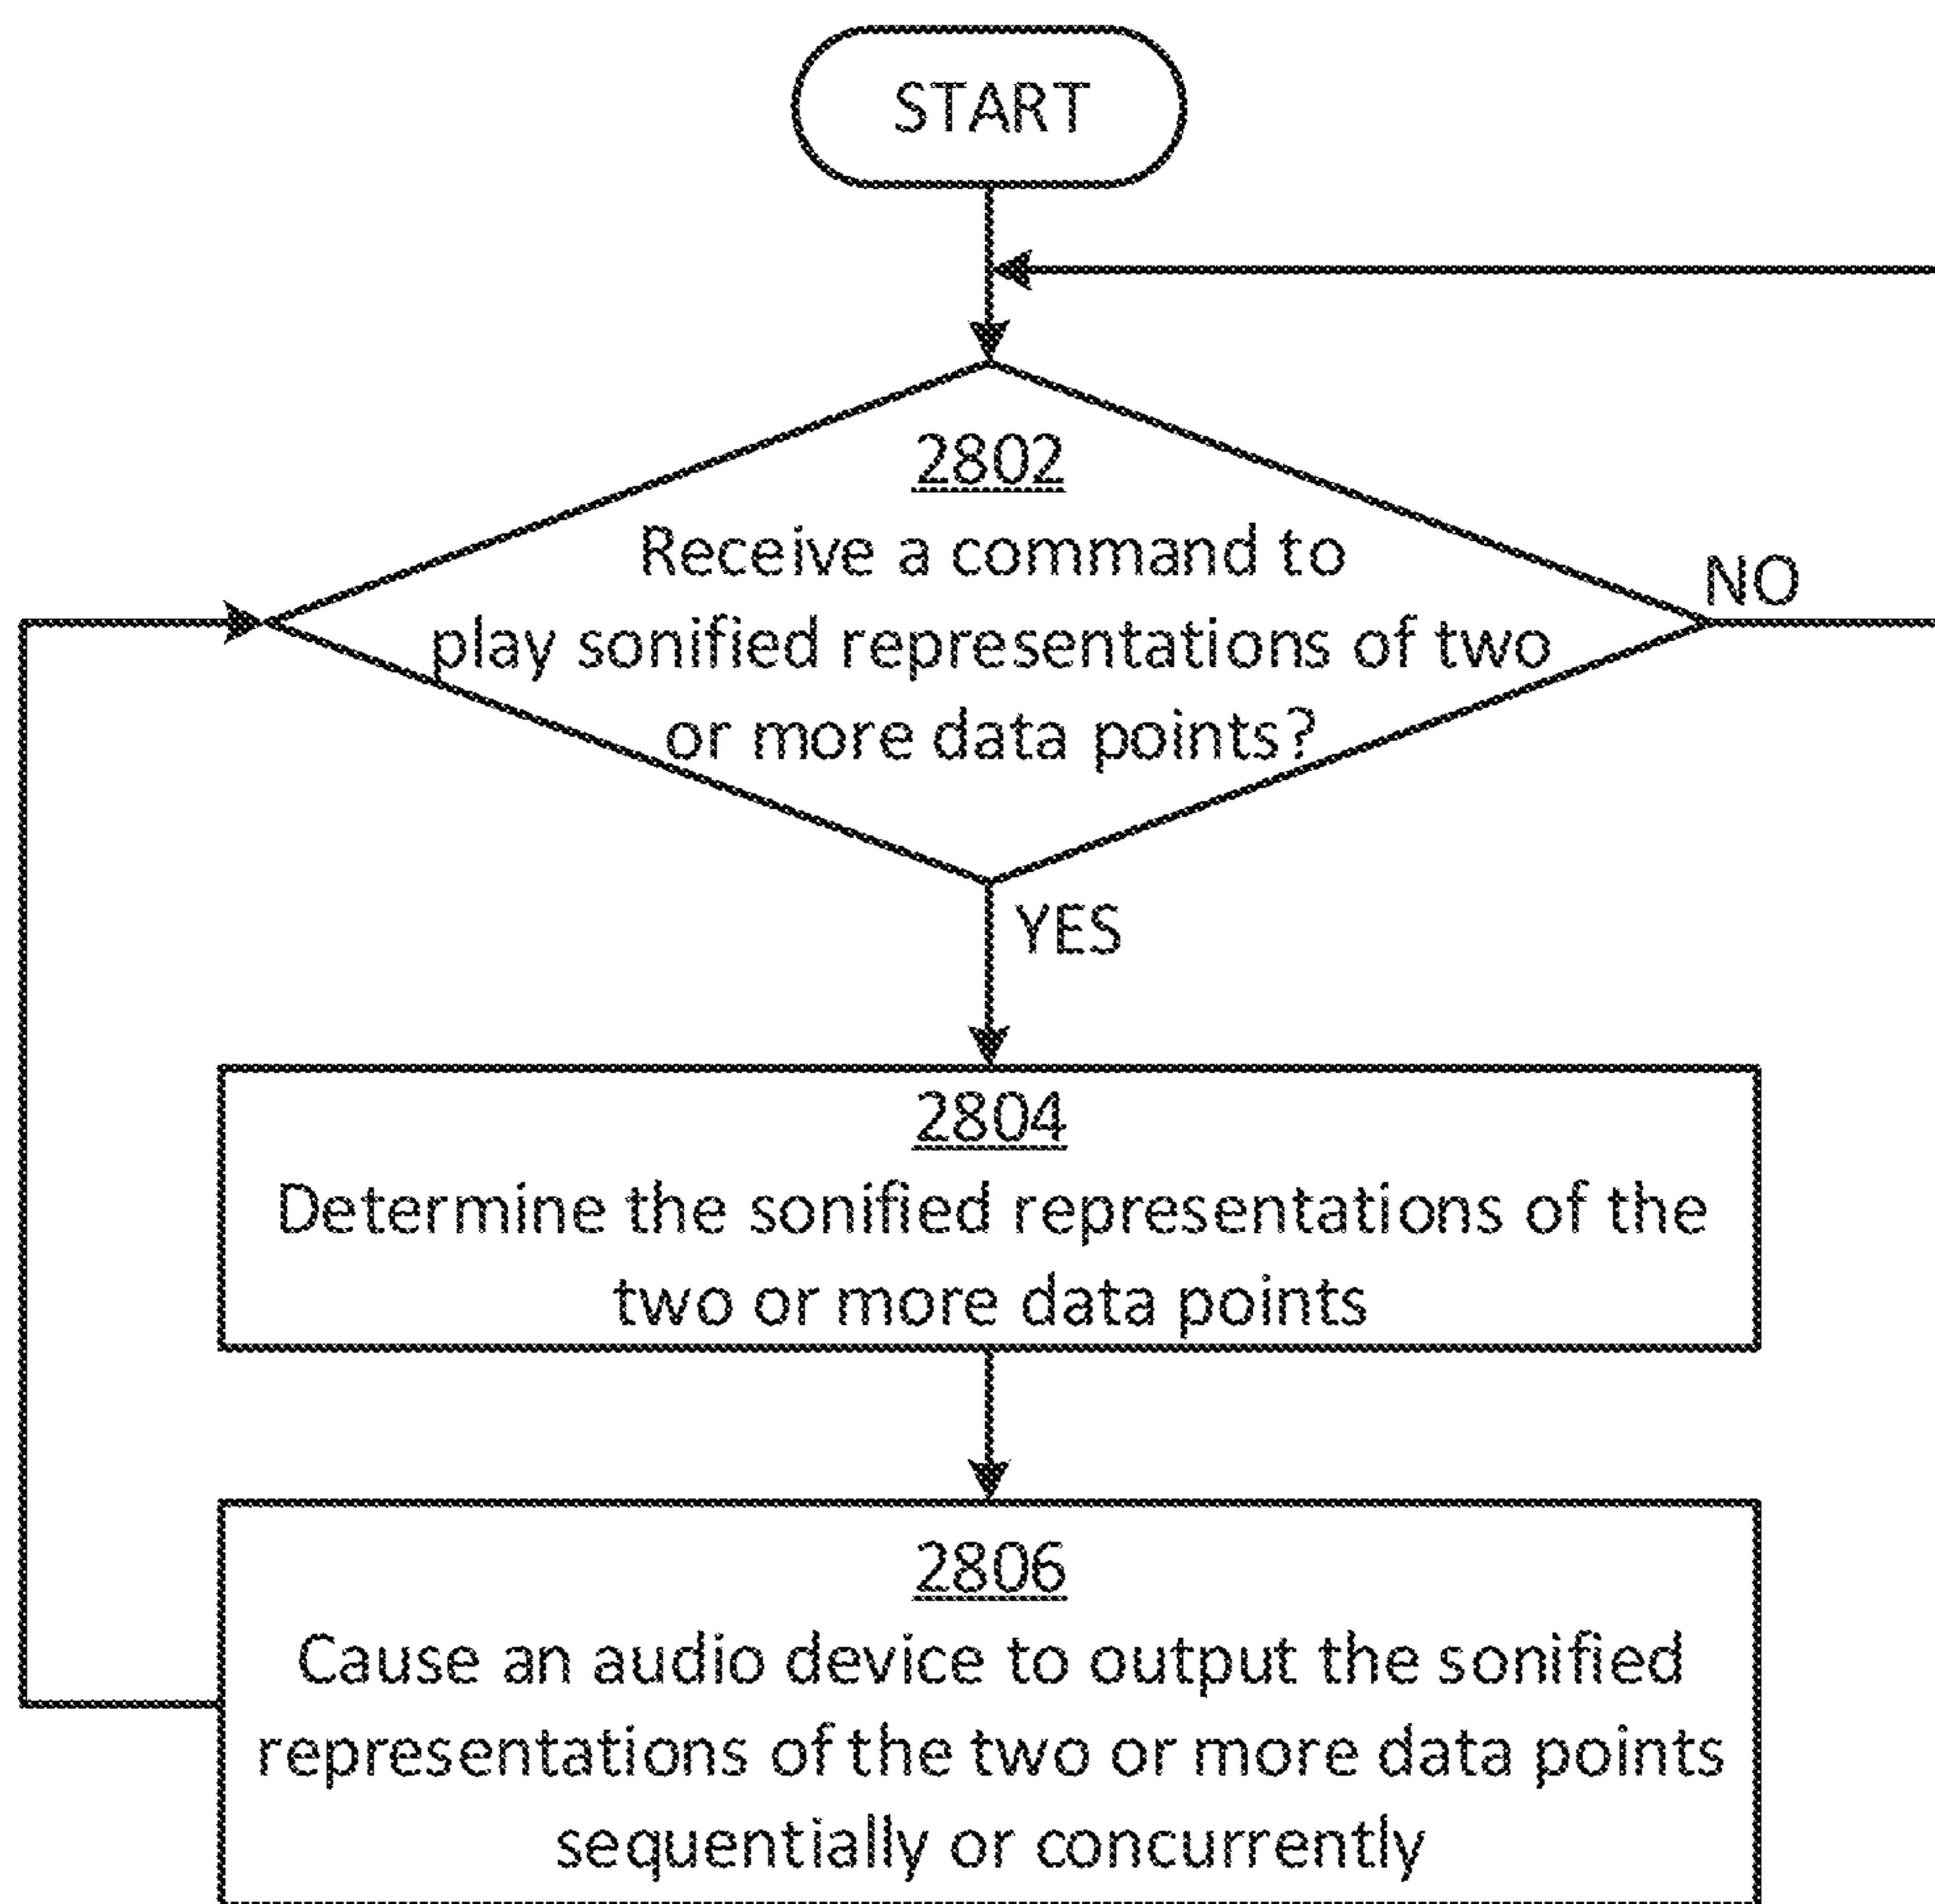 START
2802
Receive a command to
play sonified representations of two
or more data points?
NO
YES
2804
Determine the sonified representations of the
two or more data points
2806
Cause an audio device to output the sonified
representations of the two or more data points
sequentially or concurrently